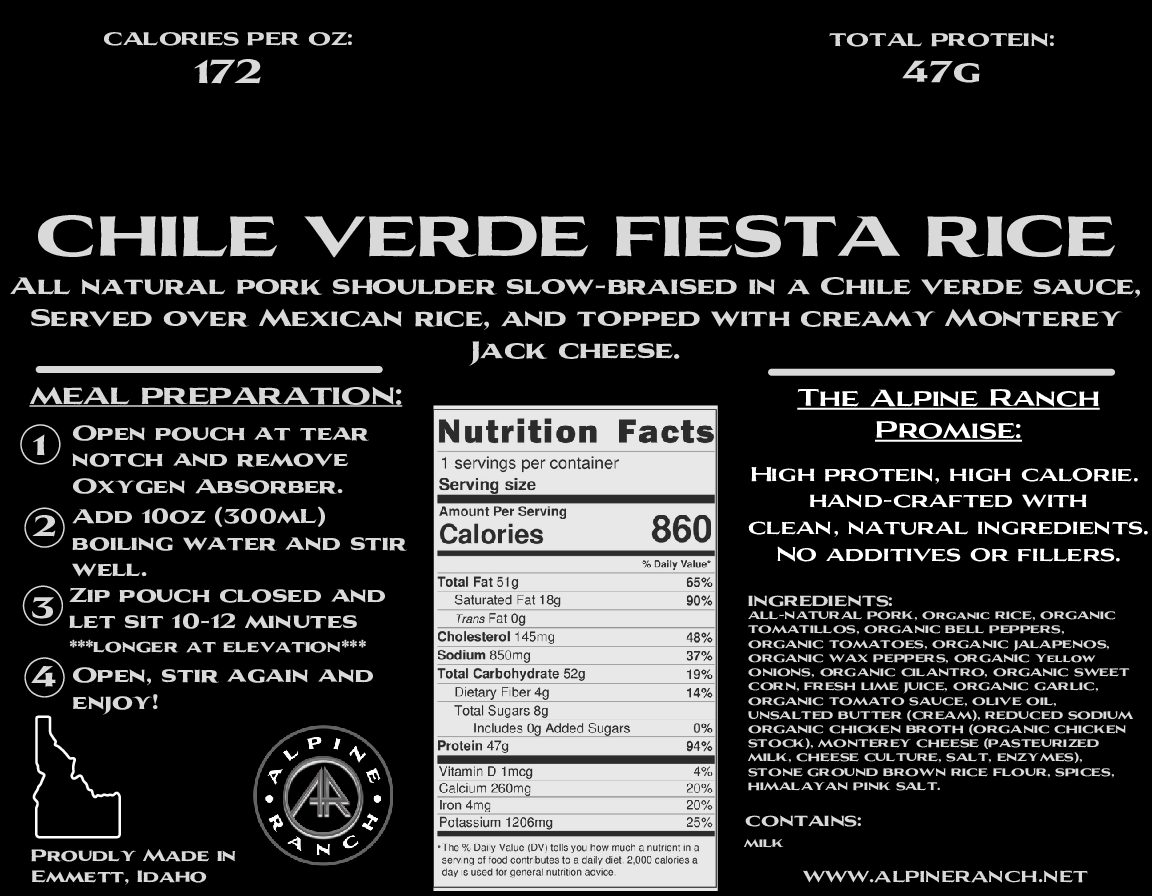 CALORIES PER OZ:
172
TOTAL PROTEIN:
47G
CHILE VERDE FIESTA RICE
ALL NATURAL PORK SHOULDER SLOW-BRAISED IN A CHILE VERDE SAUCE,
SERVED OVER MEXICAN RICE, AND TOPPED WITH CREAMY MONTEREY
JACK CHEESE.
MEAL PREPARATION:
1 OPEN POUCH AT TEAR
NOTCH AND REMOVE
OXYGEN ABSORBER.
2 ADD 10OZ (300ML)
BOILING WATER AND STIR
WELL.
3 ZIP POUCH CLOSED AND
LET SIT 10-12 MINUTES
***LONGER AT ELEVATION***
4 OPEN, STIR AGAIN AND
ENJOY!
PROUDLY MADE IN
EMMETT, IDAHO
ALPINE
AR
RANCH
Nutrition Facts
1 servings per container
Serving size
Amount Per Serving
Calories 860
% Daily Value*
Total Fat 51g 65%
Saturated Fat 18g 90%
Trans Fat 0g
Cholesterol 145mg 48%
Sodium 850mg 37%
Total Carbohydrate 52g 19%
Dietary Fiber 4g 14%
Total Sugars 8g
Includes 0g Added Sugars 0%
Protein 47g 94%
Vitamin D 1mcg 4%
Calcium 260mg 20%
Iron 4mg 20%
Potassium 1206mg 25%
* The % Daily Value (DV) tells you how much a nutrient in a
serving of food contributes to a daily diet. 2,000 calories a
day is used for general nutrition advice.
THE ALPINE RANCH
PROMISE:
HIGH PROTEIN, HIGH CALORIE.
HAND-CRAFTED WITH
CLEAN, NATURAL INGREDIENTS.
NO ADDITIVES OR FILLERS.
INGREDIENTS:
ALL-NATURAL PORK, ORGANIC RICE, ORGANIC
TOMATILLOS, ORGANIC BELL PEPPERS,
ORGANIC TOMATOES, ORGANIC JALAPENOS,
ORGANIC WAX PEPPERS, ORGANIC YELLOW
ONIONS, ORGANIC CILANTRO, ORGANIC SWEET
CORN, FRESH LIME JUICE, ORGANIC GARLIC,
ORGANIC TOMATO SAUCE, OLIVE OIL,
UNSALTED BUTTER (CREAM), REDUCED SODIUM
ORGANIC CHICKEN BROTH (ORGANIC CHICKEN
STOCK), MONTEREY CHEESE (PASTEURIZED
MILK, CHEESE CULTURE, SALT, ENZYMES),
STONE GROUND BROWN RICE FLOUR, SPICES,
HIMALAYAN PINK SALT.
CONTAINS:
MILK
WWW.ALPINERANCH.NET